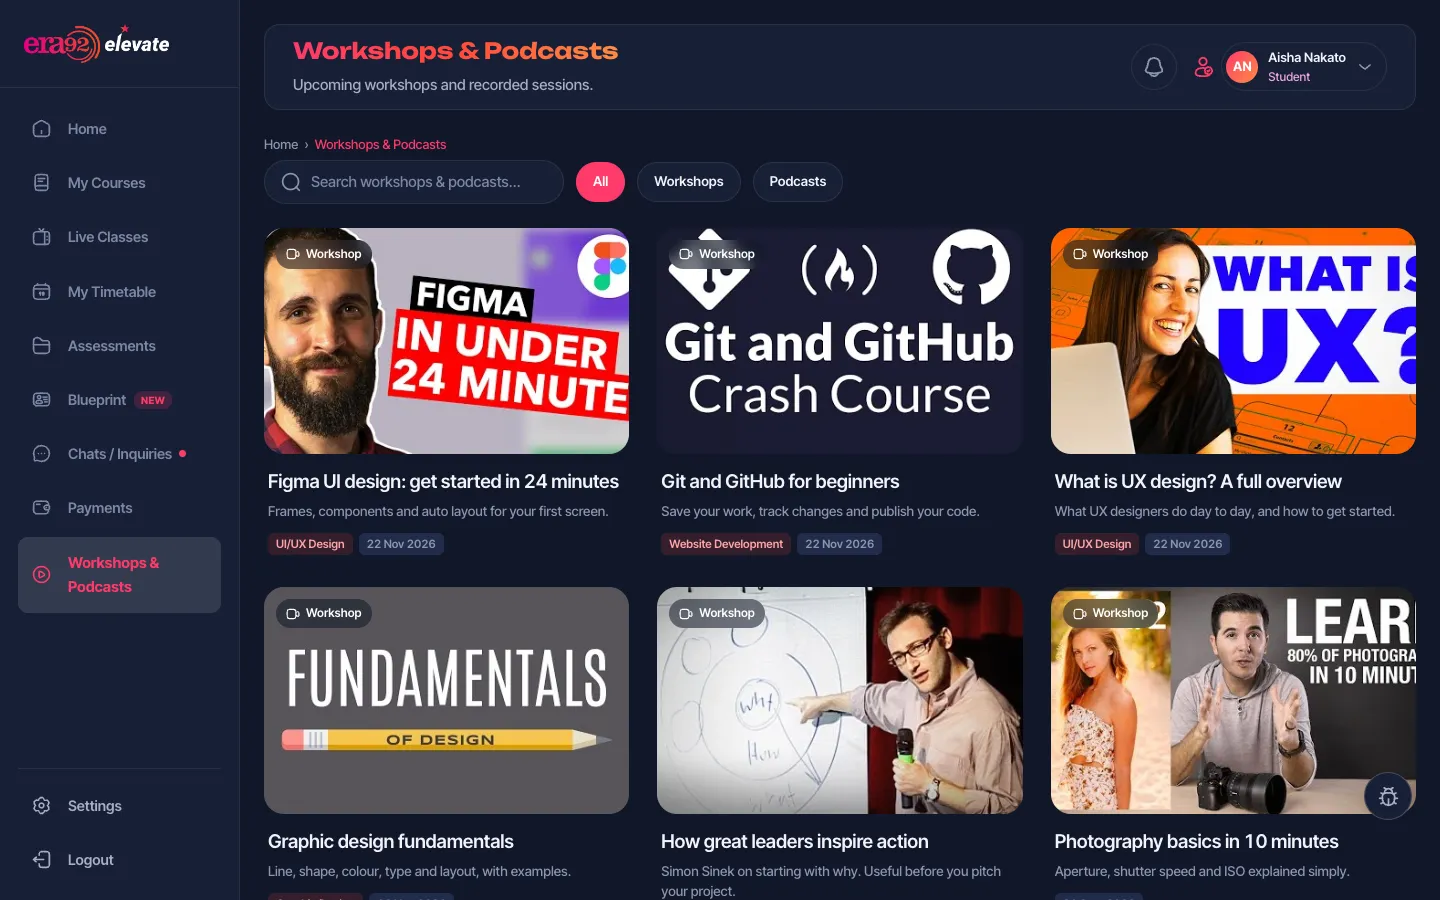 era92 elevate
Workshops & Podcasts
Upcoming workshops and recorded sessions.
AN
Aisha Nakato
Student
Home
My Courses
Live Classes
My Timetable
Assessments
Blueprint NEW
Chats / Inquiries
Payments
Workshops &
Podcasts
Settings
Logout
Home › Workshops & Podcasts
Search workshops & podcasts...
All
Workshops
Podcasts
Workshop
FIGMA
IN UNDER
24 MINUTE
Figma UI design: get started in 24 minutes
Frames, components and auto layout for your first screen.
UI/UX Design
22 Nov 2026
Workshop
Git and GitHub
Crash Course
Git and GitHub for beginners
Save your work, track changes and publish your code.
Website Development
22 Nov 2026
Workshop
WHAT IS
UX?
12
Contacts
What is UX design? A full overview
What UX designers do day to day, and how to get started.
UI/UX Design
22 Nov 2026
Workshop
FUNDAMENTALS
OF DESIGN
Graphic design fundamentals
Line, shape, colour, type and layout, with examples.
Workshop
Why
How
How great leaders inspire action
Simon Sinek on starting with why. Useful before you pitch
your project.
Workshop
2
LEAR
80% OF PHOTOGRA
IN 10 MINUT
Photography basics in 10 minutes
Aperture, shutter speed and ISO explained simply.